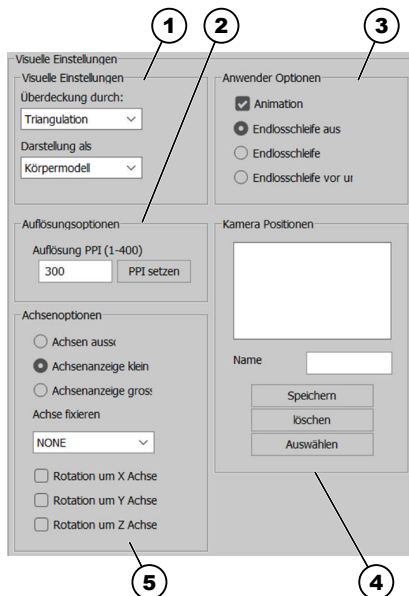 1
2
3
Visuelle Einstellungen
Visuelle Einstellungen
Überdeckung durch:
Triangulation
Darstellung als
Körpermodell
Anwender Optionen
Animation
Endlosschleife aus
Endlosschleife
Endlosschleife vor ur
Auflösungsoptionen
Auflösung PPI (1-400)
300
PPI setzen
Kamera Positionen
Name
Speichern
löschen
Auswählen
Achsenoptionen
Achsen aussc
Achsenanzeige klein
Achsenanzeige gross
Achse fixieren
NONE
Rotation um X Achse
Rotation um Y Achse
Rotation um Z Achse
5
4